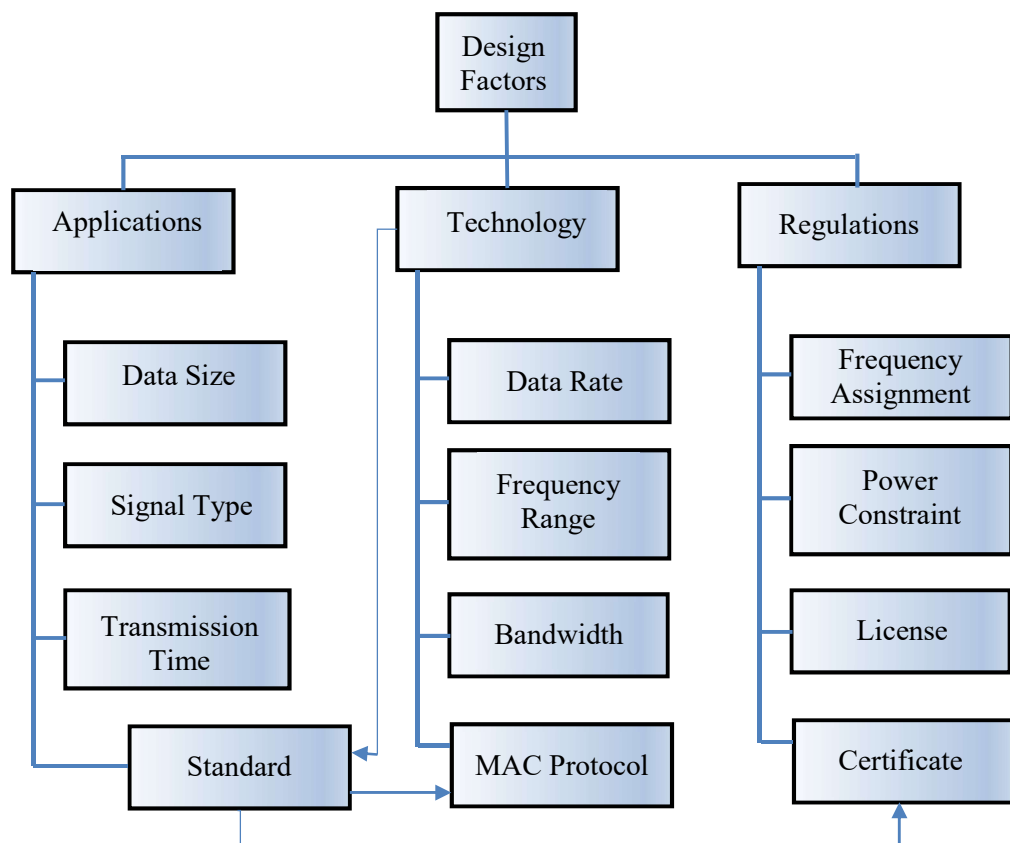 Design
Factors
Applications
Technology
Regulations
Data Size
Signal Type
Transmission
Time
Standard
Data Rate
Frequency
Range
Bandwidth
MAC Protocol
Frequency
Assignment
Power
Constraint
License
Certificate